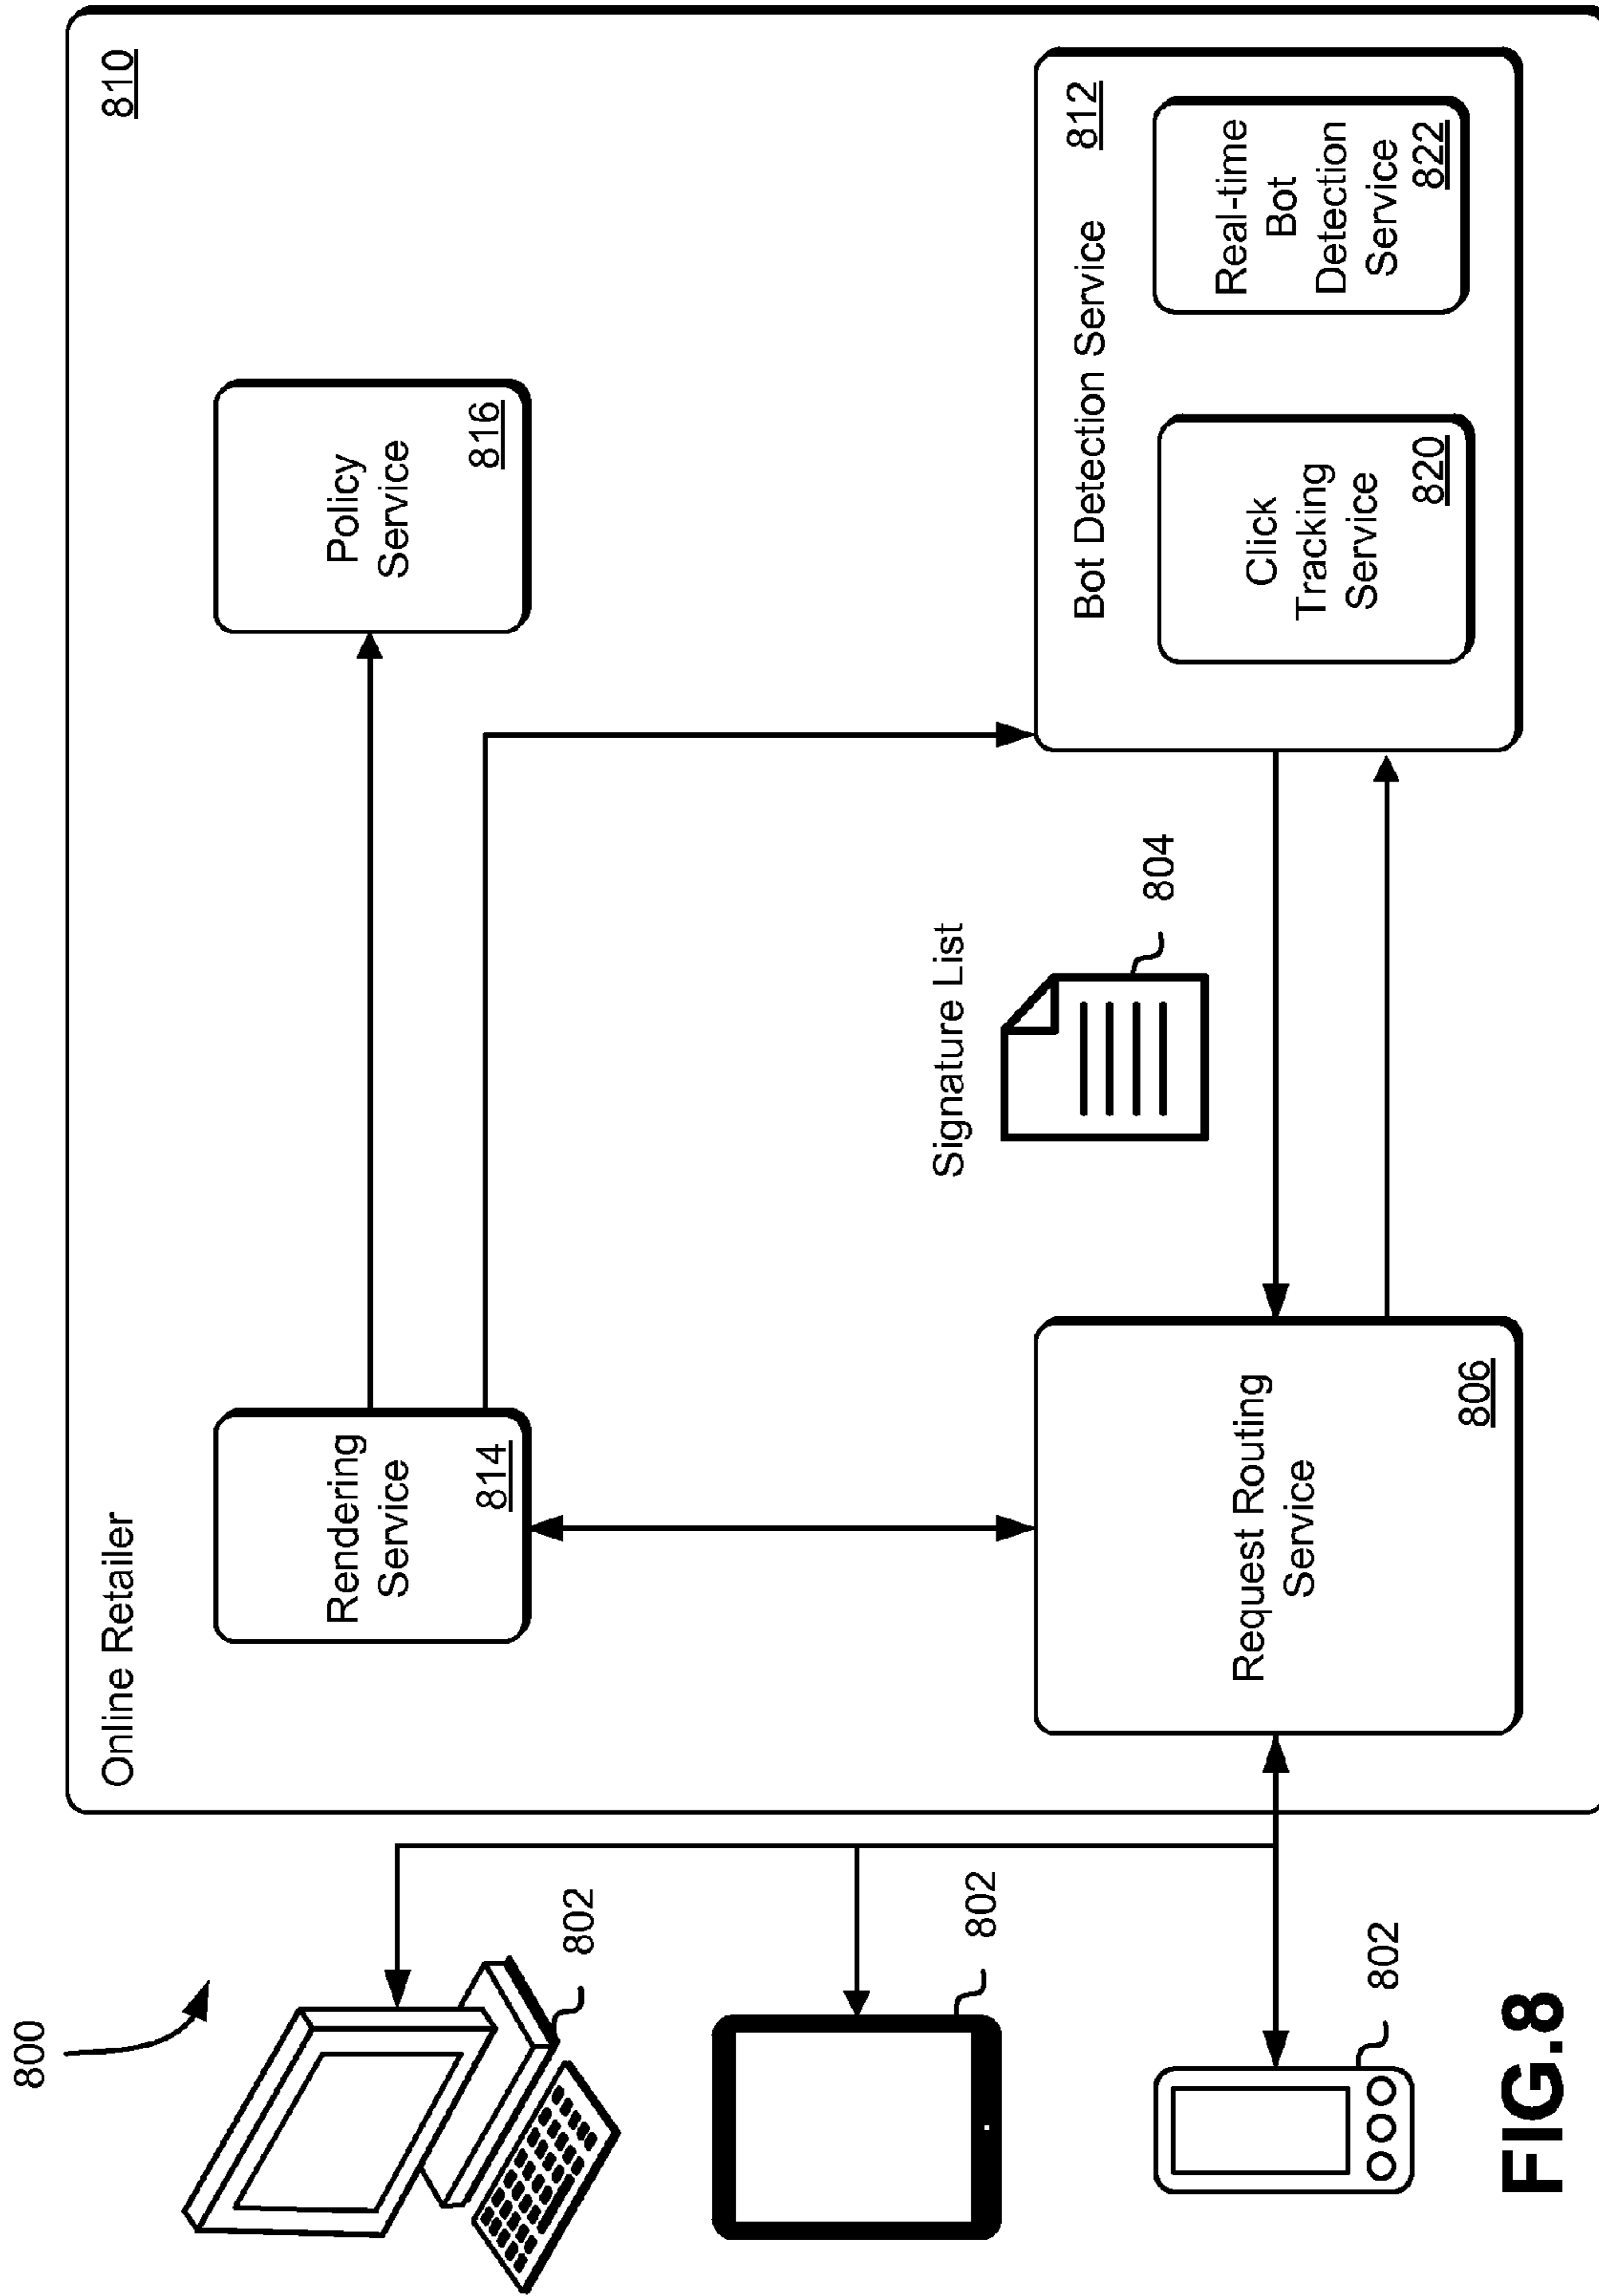 800
Online Retailer
810
Rendering
Service
814
Policy
Service
816
802
802
802
Signature List
804
Request Routing
Service
806
Bot Detection Service
812
Click
Tracking
Service
820
Real-time
Bot
Detection
Service
822
FIG.8